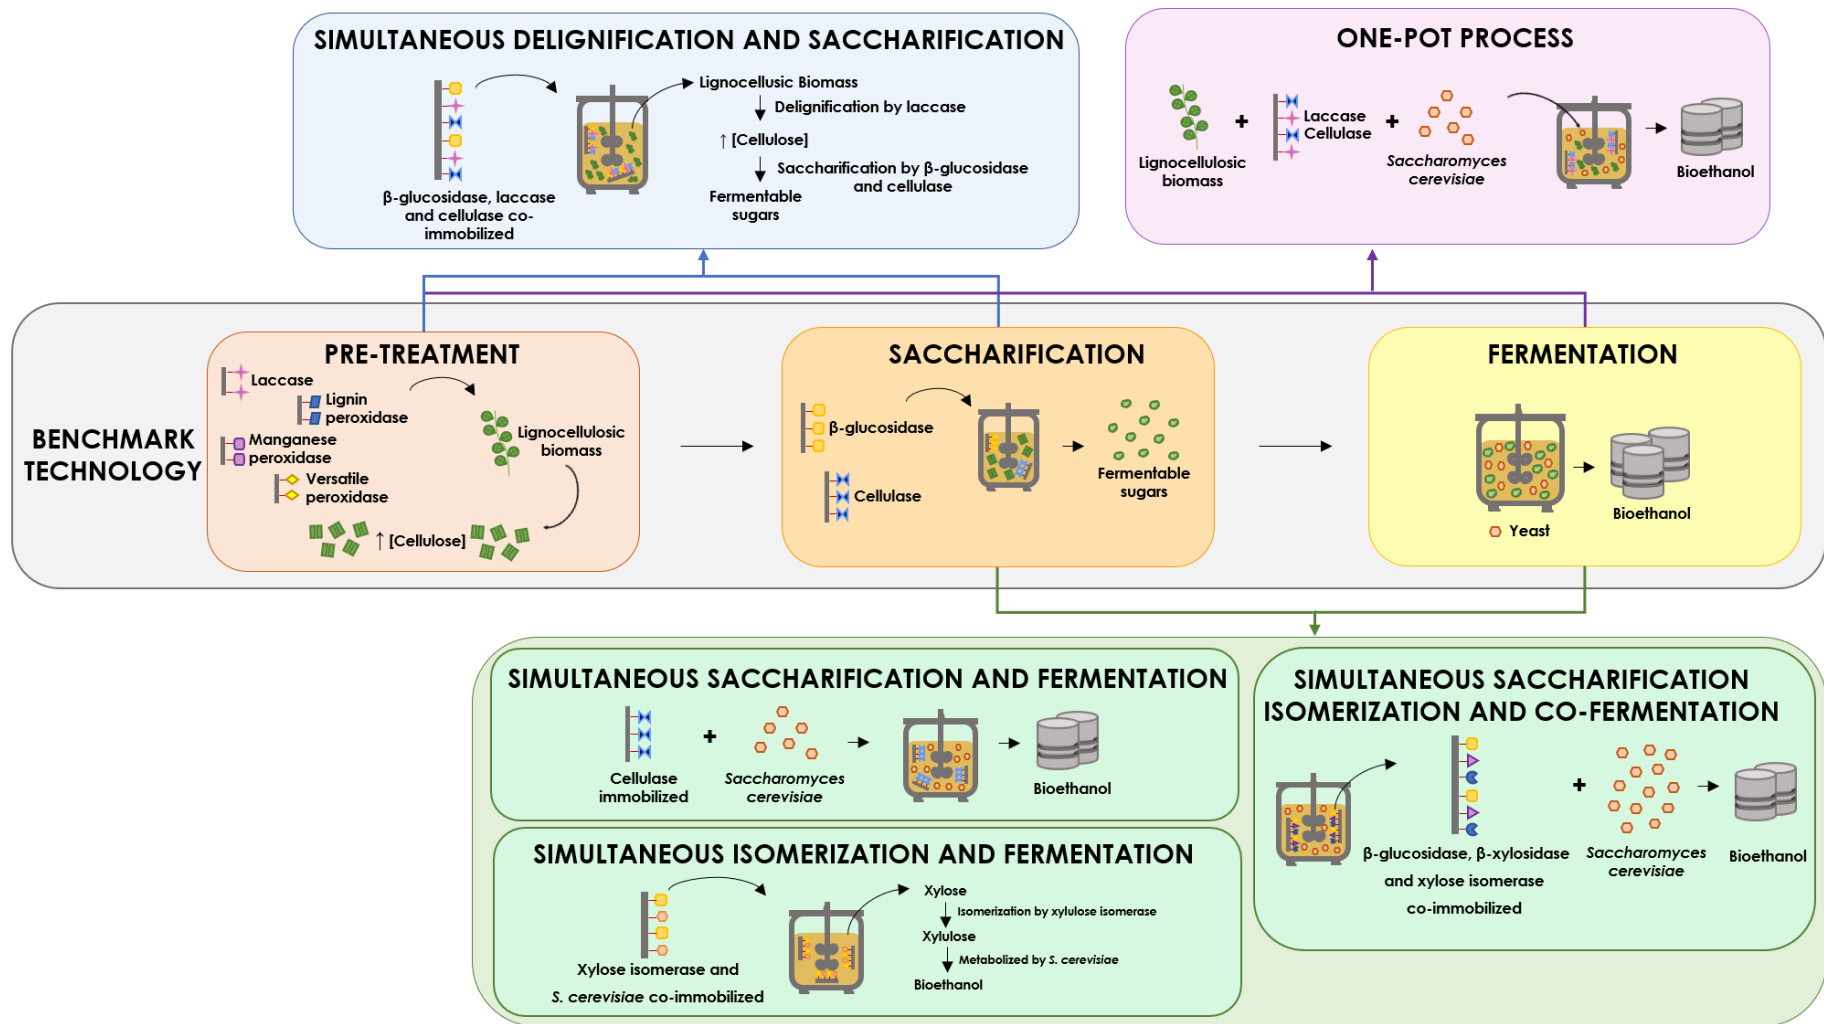 SIMULTANEOUS DELIGNIFICATION AND SACCHARIFICATION
β-glucosidase, laccase
and cellulase co-
immobilized
Lignocellusic Biomass
Delignification by laccase
↑ [Cellulose]
Saccharification by β-glucosidase
and cellulase
Fermentable
sugars
ONE-POT PROCESS
Lignocellulosic
biomass
+
Laccase
Cellulase
+
Saccharomyces
cerevisiae
Bioethanol
BENCHMARK
TECHNOLOGY
PRE-TREATMENT
Laccase
Lignin
peroxidase
Manganese
peroxidase
Versatile
peroxidase
Lignocellulosic
biomass
↑ [Cellulose]
SACCHARIFICATION
β-glucosidase
Cellulase
Fermentable
sugars
FERMENTATION
Yeast
Bioethanol
SIMULTANEOUS SACCHARIFICATION AND FERMENTATION
Cellulase
immobilized
+
Saccharomyces
cerevisiae
Bioethanol
SIMULTANEOUS ISOMERIZATION AND FERMENTATION
Xylose isomerase and
S. cerevisiae co-immobilized
Xylose
Isomerization by xylulose isomerase
Xylulose
Metabolized by S. cerevisiae
Bioethanol
SIMULTANEOUS SACCHARIFICATION
ISOMERIZATION AND CO-FERMENTATION
β-glucosidase, β-xylosidase
and xylose isomerase
co-immobilized
+
Saccharomyces
cerevisiae
Bioethanol